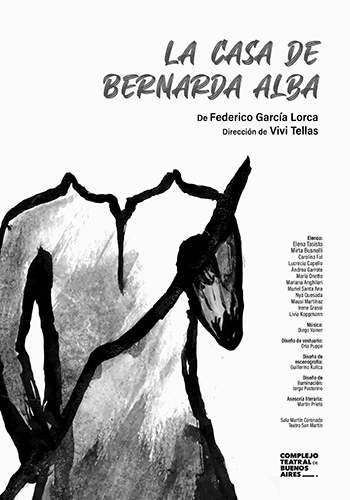 LA CASA DE
BERNARDA ALBA
De Federico García Lorca
Dirección de Vivi Tellas
Elenco:
Elena Tasisto
Mirta Busnelli
Carolina Fal
Lucrecia Capello
Andrea Garrote
María Onetto
Mariana Anghileri
Muriel Santa Ana
Nya Quesada
Mausi Martínez
Irene Grassi
Livia Koppmann
Música:
Diego Vainer
Diseño de vestuario:
Oria Puppo
Diseño de
escenografía:
Guillermo Kuitca
Diseño de
iluminación:
Jorge Pastorino
Asesoría literaria:
Martín Prieto
Sala Martín Coronado
Teatro San Martín
COMPLEJO
TEATRAL DE
BUENOS
AIRES